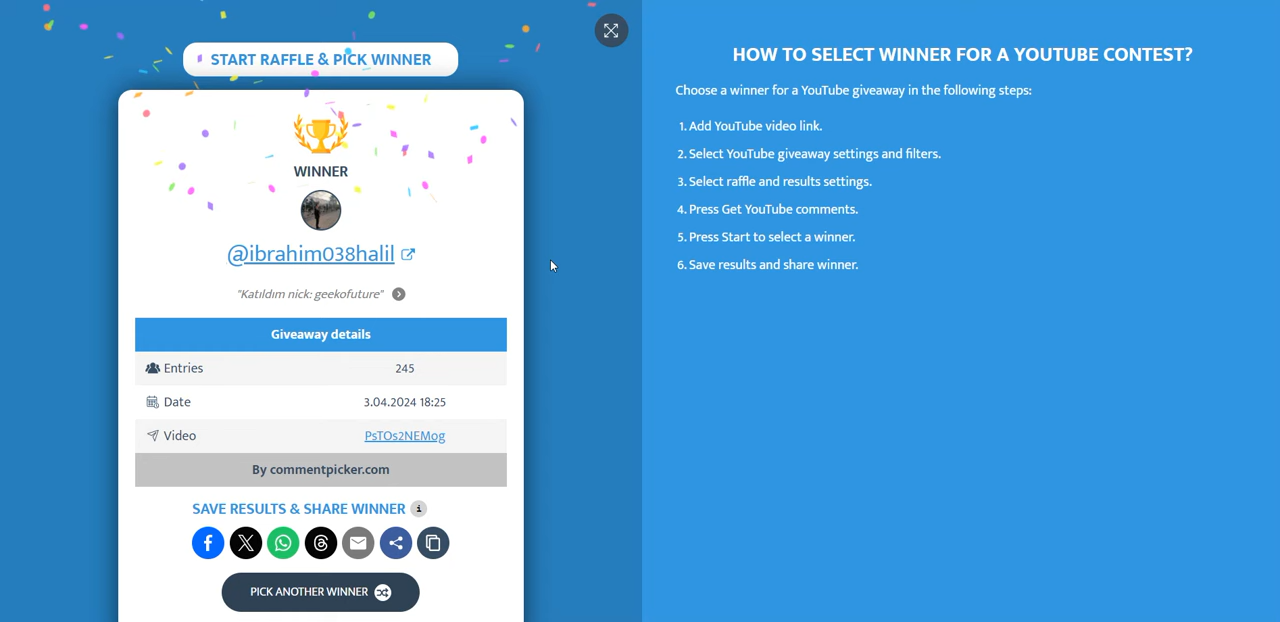 START RAFFLE & PICK WINNER
WINNER
@ibrahim038halil
"Katıldım nick: geekofuture"
Giveaway details
Entries 245
Date 3.04.2024 18:25
Video PsTOs2NEMog
By commentpicker.com
SAVE RESULTS & SHARE WINNER
PICK ANOTHER WINNER
HOW TO SELECT WINNER FOR A YOUTUBE CONTEST?
Choose a winner for a YouTube giveaway in the following steps:
1. Add YouTube video link.
2. Select YouTube giveaway settings and filters.
3. Select raffle and results settings.
4. Press Get YouTube comments.
5. Press Start to select a winner.
6. Save results and share winner.